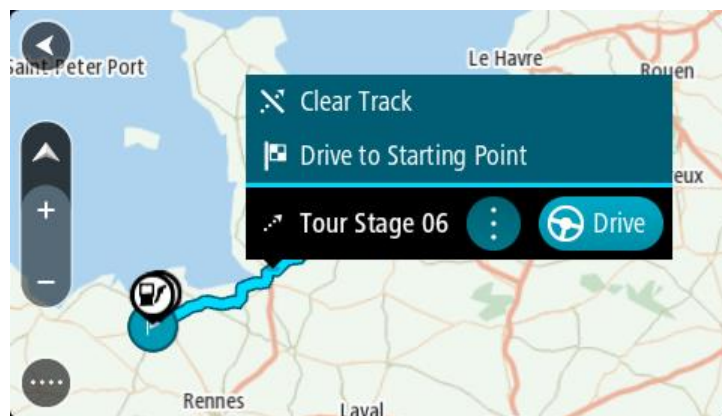 Saint Peter Port
Le Havre
Rouen
Clear Track
Drive to Starting Point
eux
Tour Stage 06
Drive
Rennes
Laval